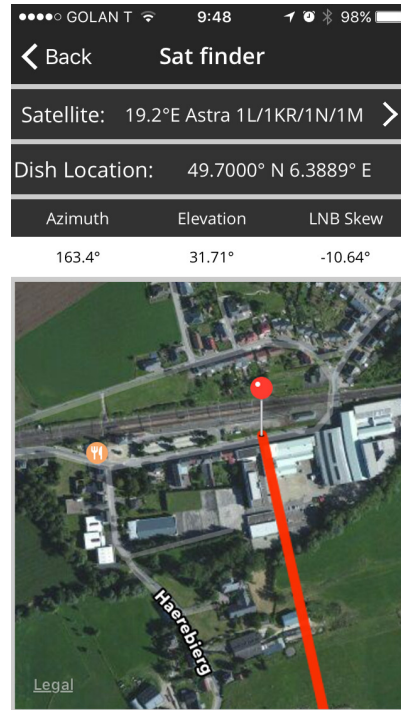 GOLAN T 9:48 98%
Back Sat finder
Satellite: 19.2°E Astra 1L/1KR/1N/1M
Dish Location: 49.7000° N 6.3889° E
Azimuth Elevation LNB Skew
163.4° 31.71° -10.64°
Haerebierg
Legal